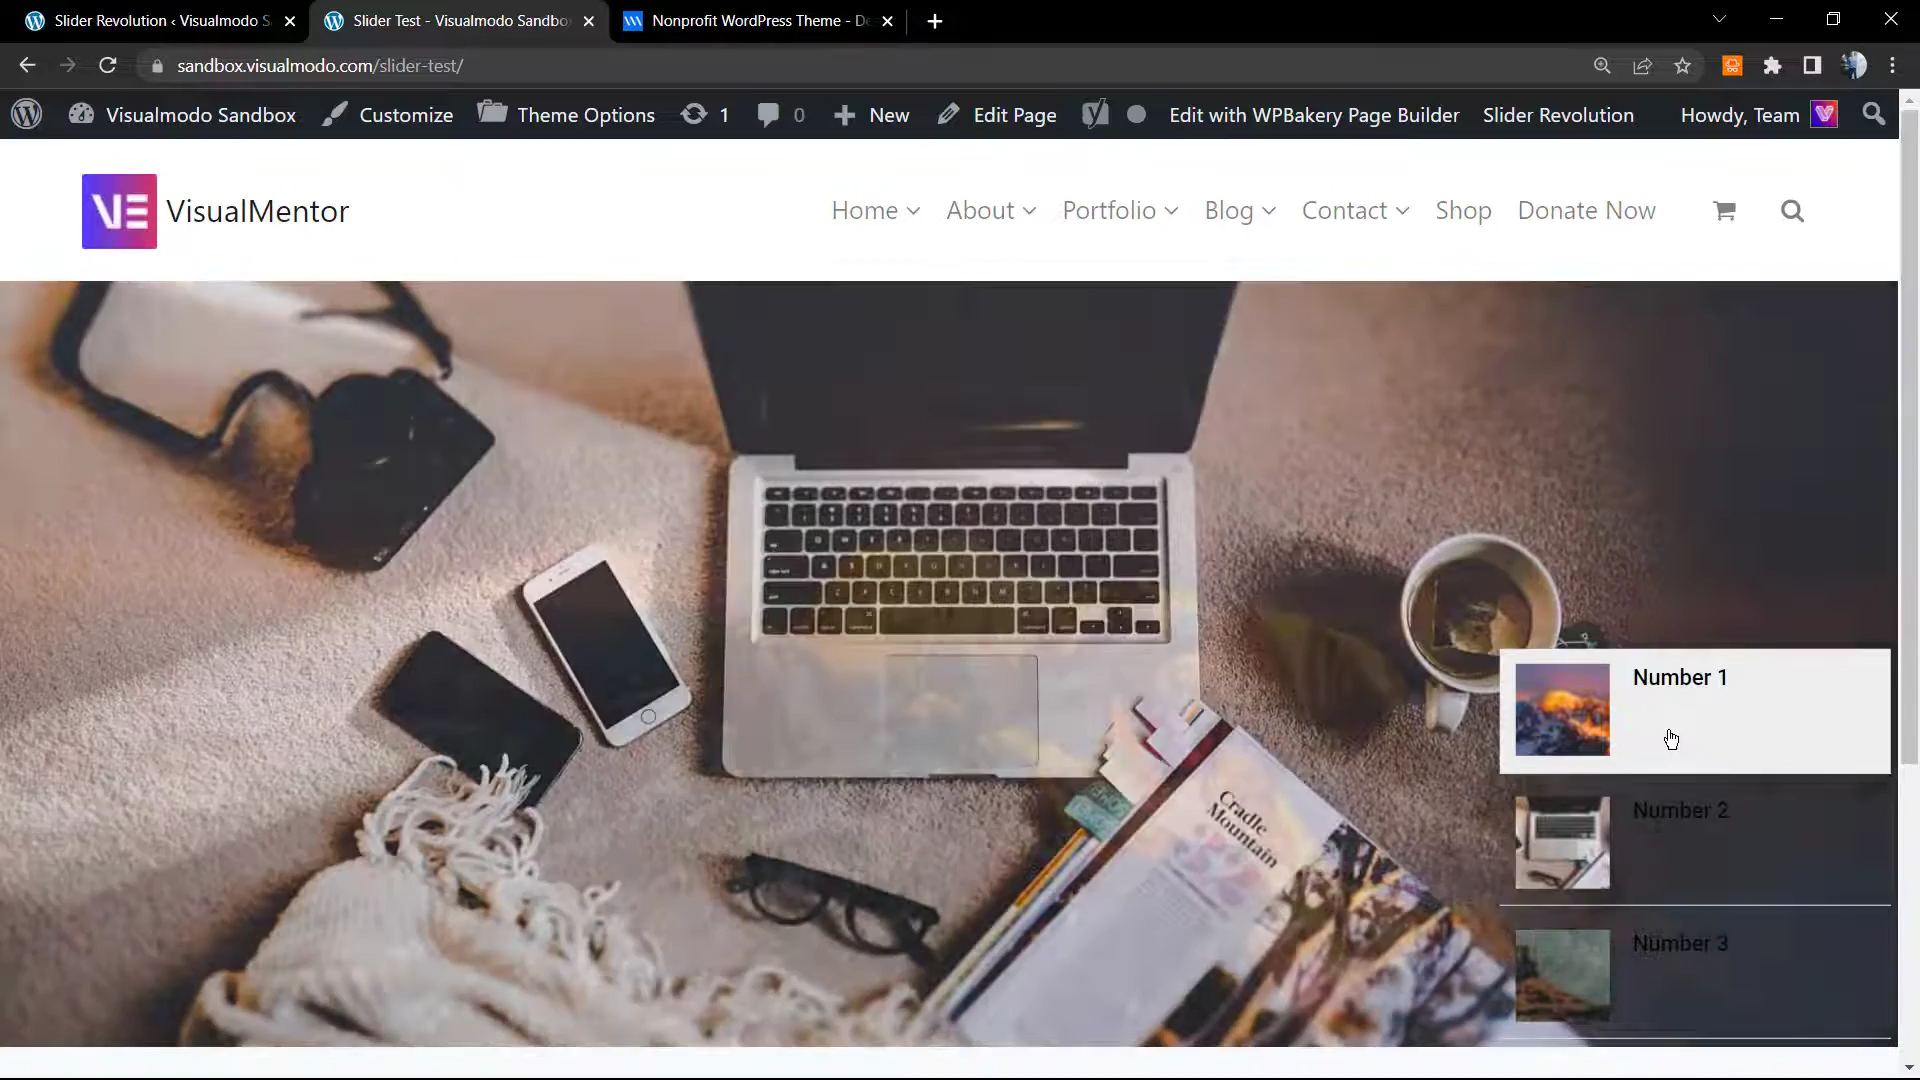 Slider Revolution ‹ Visualmodo S
Slider Test - Visualmodo Sandbo
Nonprofit WordPress Theme - De
sandbox.visualmodo.com/slider-test/
Visualmodo Sandbox
Customize
Theme Options
1
0
New
Edit Page
Edit with WPBakery Page Builder
Slider Revolution
Howdy, Team
VE VisualMentor
Home
About
Portfolio
Blog
Contact
Shop
Donate Now
Number 1
Number 2
Number 3
Cradle
Mountain